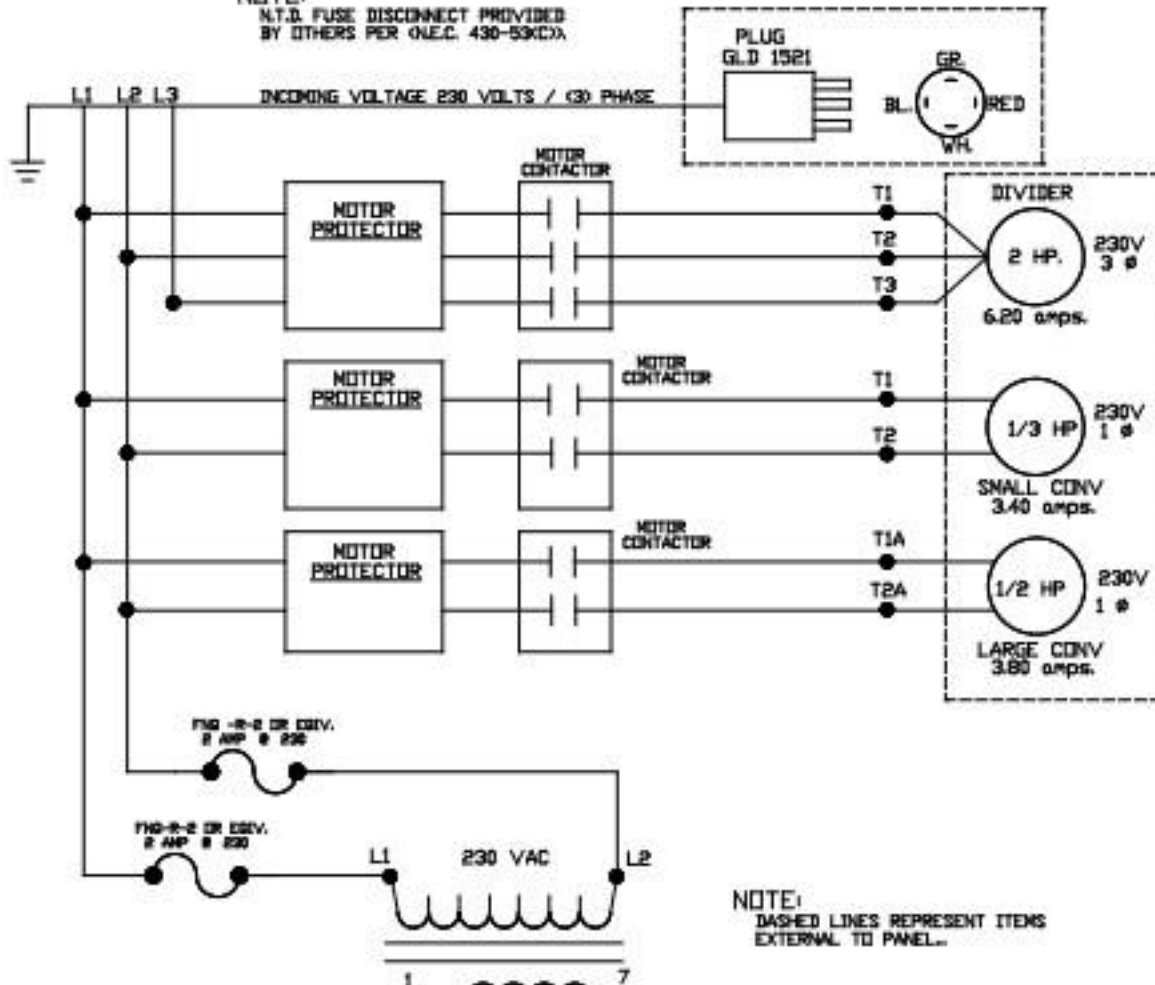 NOTE:
N.T.D. FUSE DISCONNECT PROVIDED
BY OTHERS PER (N.E.C. 430-53(C)).
PLUG
GLD 1521
GR.
BL.
RED
WH.
L1 L2 L3
INCOMING VOLTAGE 230 VOLTS / (3) PHASE
MOTOR
CONTACTOR
MOTOR
PROTECTOR
T1
T2
T3
DIVIDER
2 HP.
230V
3 Ø
6.20 amps.
MOTOR
PROTECTOR
MOTOR
CONTACTOR
T1
T2
1/3 HP
230V
1 Ø
SMALL CONV
3.40 amps.
MOTOR
PROTECTOR
MOTOR
CONTACTOR
T1A
T2A
1/2 HP
230V
1 Ø
LARGE CONV
3.80 amps.
FNQ -R-2 OR EQIV.
2 AMP @ 230
FNQ-R-2 OR EQIV.
2 AMP @ 230
L1
230 VAC
L2
NOTE:
DASHED LINES REPRESENT ITEMS
EXTERNAL TO PANEL..
1
7